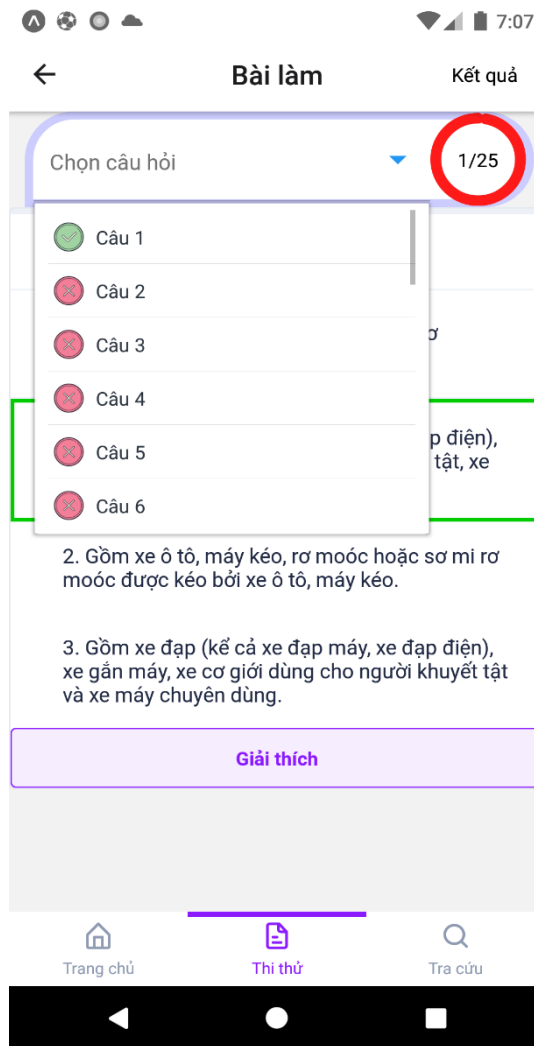 7:07
Bài làm
Kết quả
Chọn câu hỏi
1/25
Câu 1
Câu 2
Câu 3
Câu 4
Câu 5
Câu 6
p điện),
tật, xe
2. Gồm xe ô tô, máy kéo, rơ moóc hoặc sơ mi rơ
moóc được kéo bởi xe ô tô, máy kéo.
3. Gồm xe đạp (kể cả xe đạp máy, xe đạp điện),
xe gắn máy, xe cơ giới dùng cho người khuyết tật
và xe máy chuyên dùng.
Giải thích
Trang chủ
Thi thử
Tra cứu